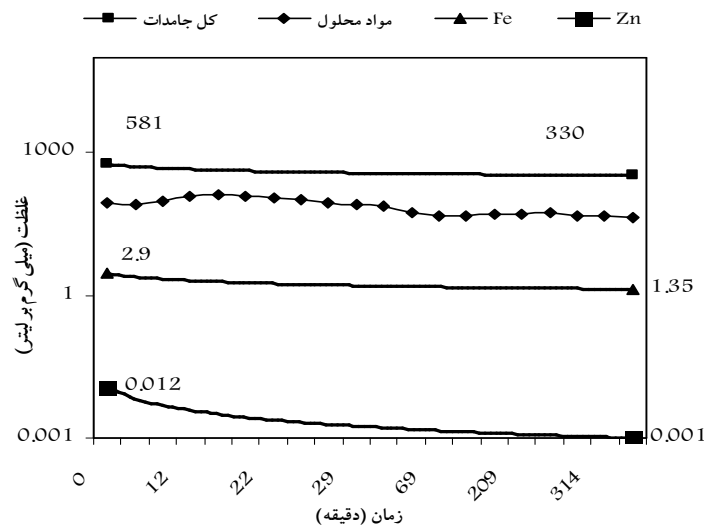 کل جامدات مواد محلول Fe Zn
581 330
1000
2.9
1 1.35
0.012
0.001 0.001
0 12 22 29 69 209 314
غلظت (میلی گرم بر لیتر)
زمان (دقیقه)